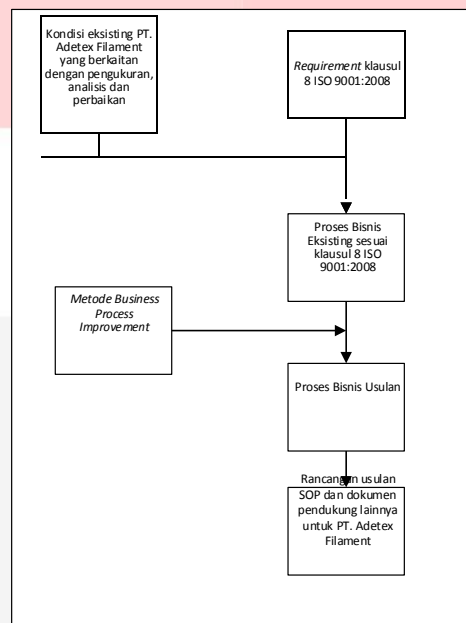 Kondisi eksisting PT.
Adetex Filament
yang berkaitan
dengan pengukuran,
analisis dan
perbaikan
Requirement klausul
8 ISO 9001:2008
Proses Bisnis
Eksisting sesuai
klausul 8 ISO
9001:2008
Metode Business
Process
Improvement
Proses Bisnis Usulan
Rancangan usulan
SOP dan dokumen
pendukung lainnya
untuk PT. Adetex
Filament